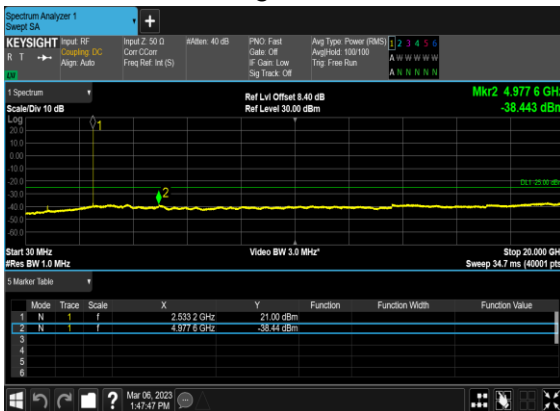 Spectrum Analyzer 1
Swept SA
+
KEYSIGHT Input: RF Input Z: 50 Ω #Atten: 40 dB PNO: Fast Avg Type: Power (RMS) 1 2 3 4 5 6
R T Coupling: DC Corr CCorr Gate: Off Avg|Hold: 100/100 A W W W W W
Align: Auto Freq Ref: Int (S) IF Gain: Low Trig: Free Run
Sig Track: Off A N N N N N
1 Spectrum Ref Lvl Offset 8.40 dB Mkr2 4.977 6 GHz
Scale/Div 10 dB Ref Level 30.00 dBm -38.443 dBm
Log
20.0
10.0
0.00
-10.0
-20.0
-30.0
-40.0
-50.0
-60.0
1
2
Start 30 MHz Video BW 3.0 MHz* Stop 20.000 GH
#Res BW 1.0 MHz Sweep 34.7 ms (40001 pts
5 Marker Table
Mode Trace Scale X Y Function Function Width Function Value
1 N 1 f 2.533 2 GHz 21.00 dBm
2 N 1 f 4.977 6 GHz -38.44 dBm
3
4
5
6
? Mar 06, 2023
1:47:47 PM